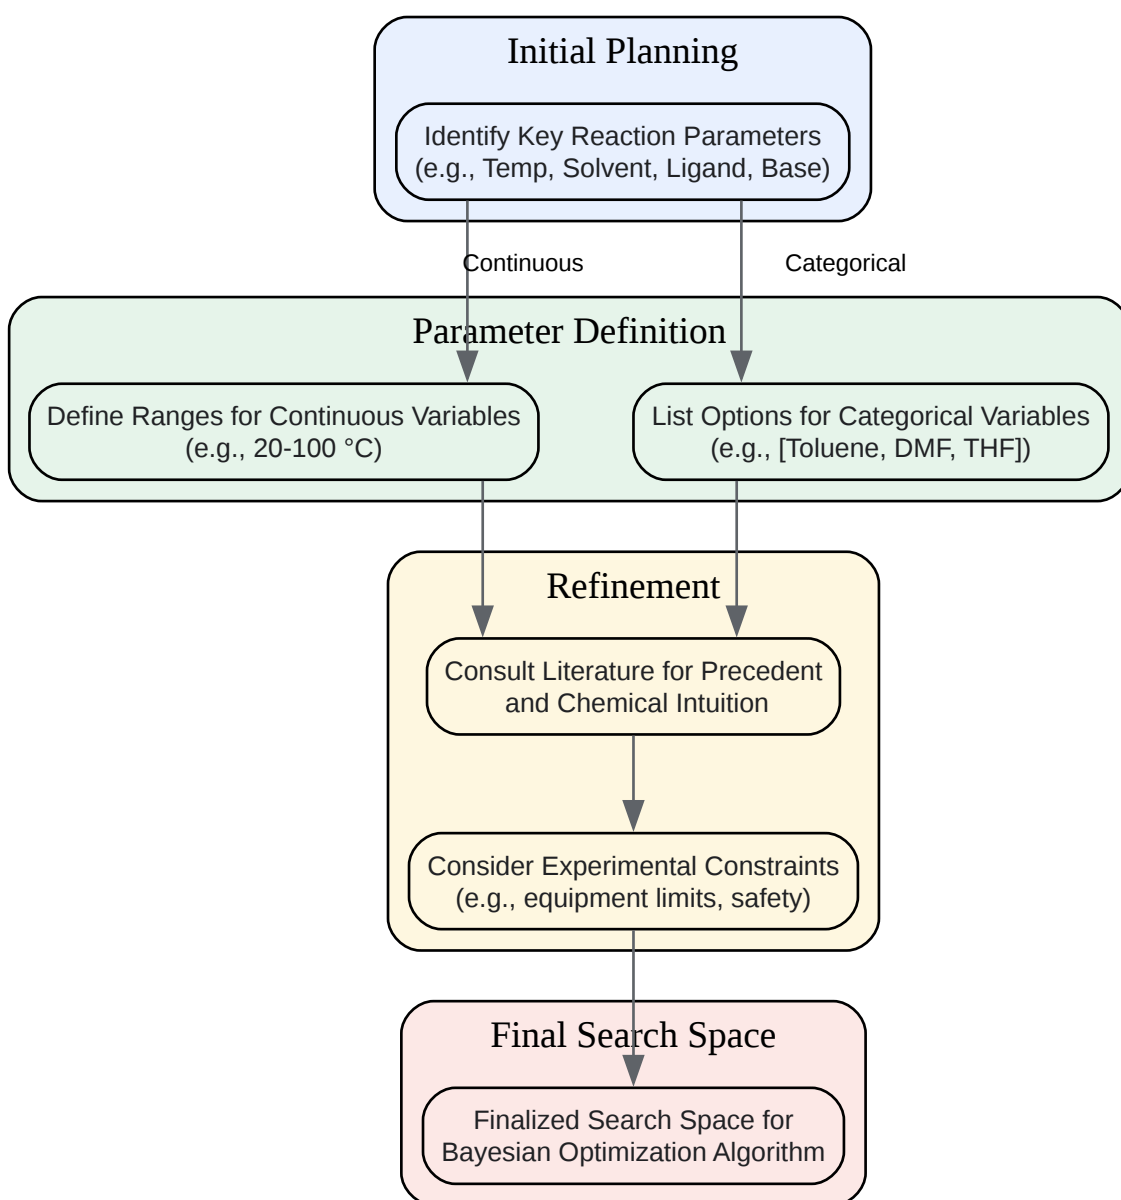 Initial Planning
Identify Key Reaction Parameters
(e.g., Temp, Solvent, Ligand, Base)
Continuous
Categorical
Parameter Definition
Define Ranges for Continuous Variables
(e.g., 20-100 °C)
List Options for Categorical Variables
(e.g., [Toluene, DMF, THF])
Refinement
Consult Literature for Precedent
and Chemical Intuition
Consider Experimental Constraints
(e.g., equipment limits, safety)
Final Search Space
Finalized Search Space for
Bayesian Optimization Algorithm